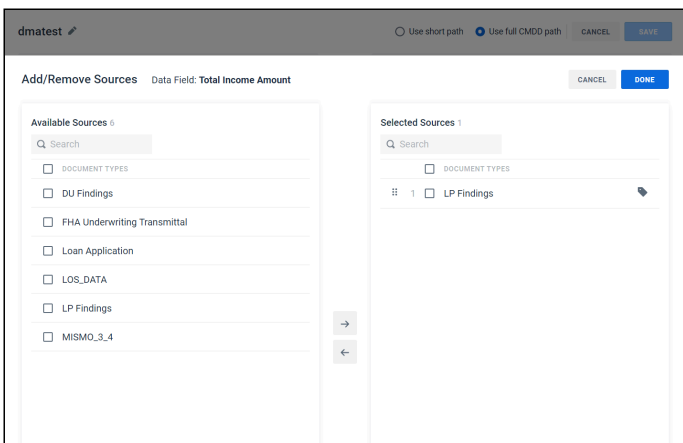 dmatest
Use short path Use full CMDD path CANCEL SAVE
Add/Remove Sources Data Field: Total Income Amount CANCEL DONE
Available Sources 6
Search
DOCUMENT TYPES
DU Findings
FHA Underwriting Transmittal
Loan Application
LOS_DATA
LP Findings
MISMO_3_4
Selected Sources 1
Search
DOCUMENT TYPES
1 LP Findings